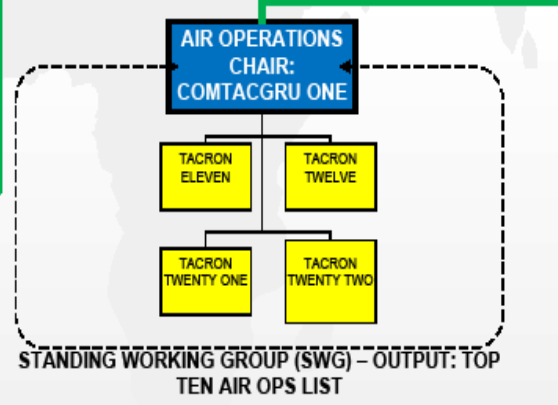 AIR OPERATIONS
CHAIR:
COMTACGRU ONE
TACRON
ELEVEN
TACRON
TWELVE
TACRON
TWENTY ONE
TACRON
TWENTY TWO
STANDING WORKING GROUP (SWG) – OUTPUT: TOP
TEN AIR OPS LIST